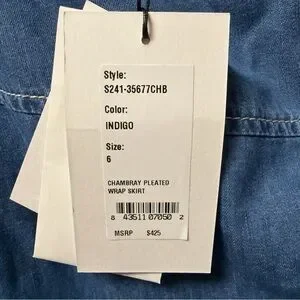 Style:
S241-35677CHB
Color:
INDIGO
Size:
6
CHAMBRAY PLEATED
WRAP SKIRT
8 43511 07050 2
MSRP $425